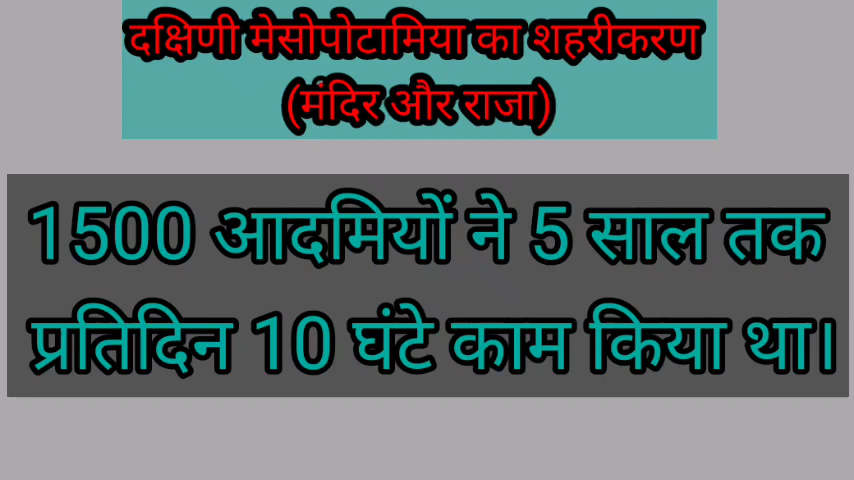 दक्षिणी मेसोपोटामिया का शहरीकरण
(मंदिर और राजा)
1500 आदमियों ने 5 साल तक
प्रतिदिन 10 घंटे काम किया था।